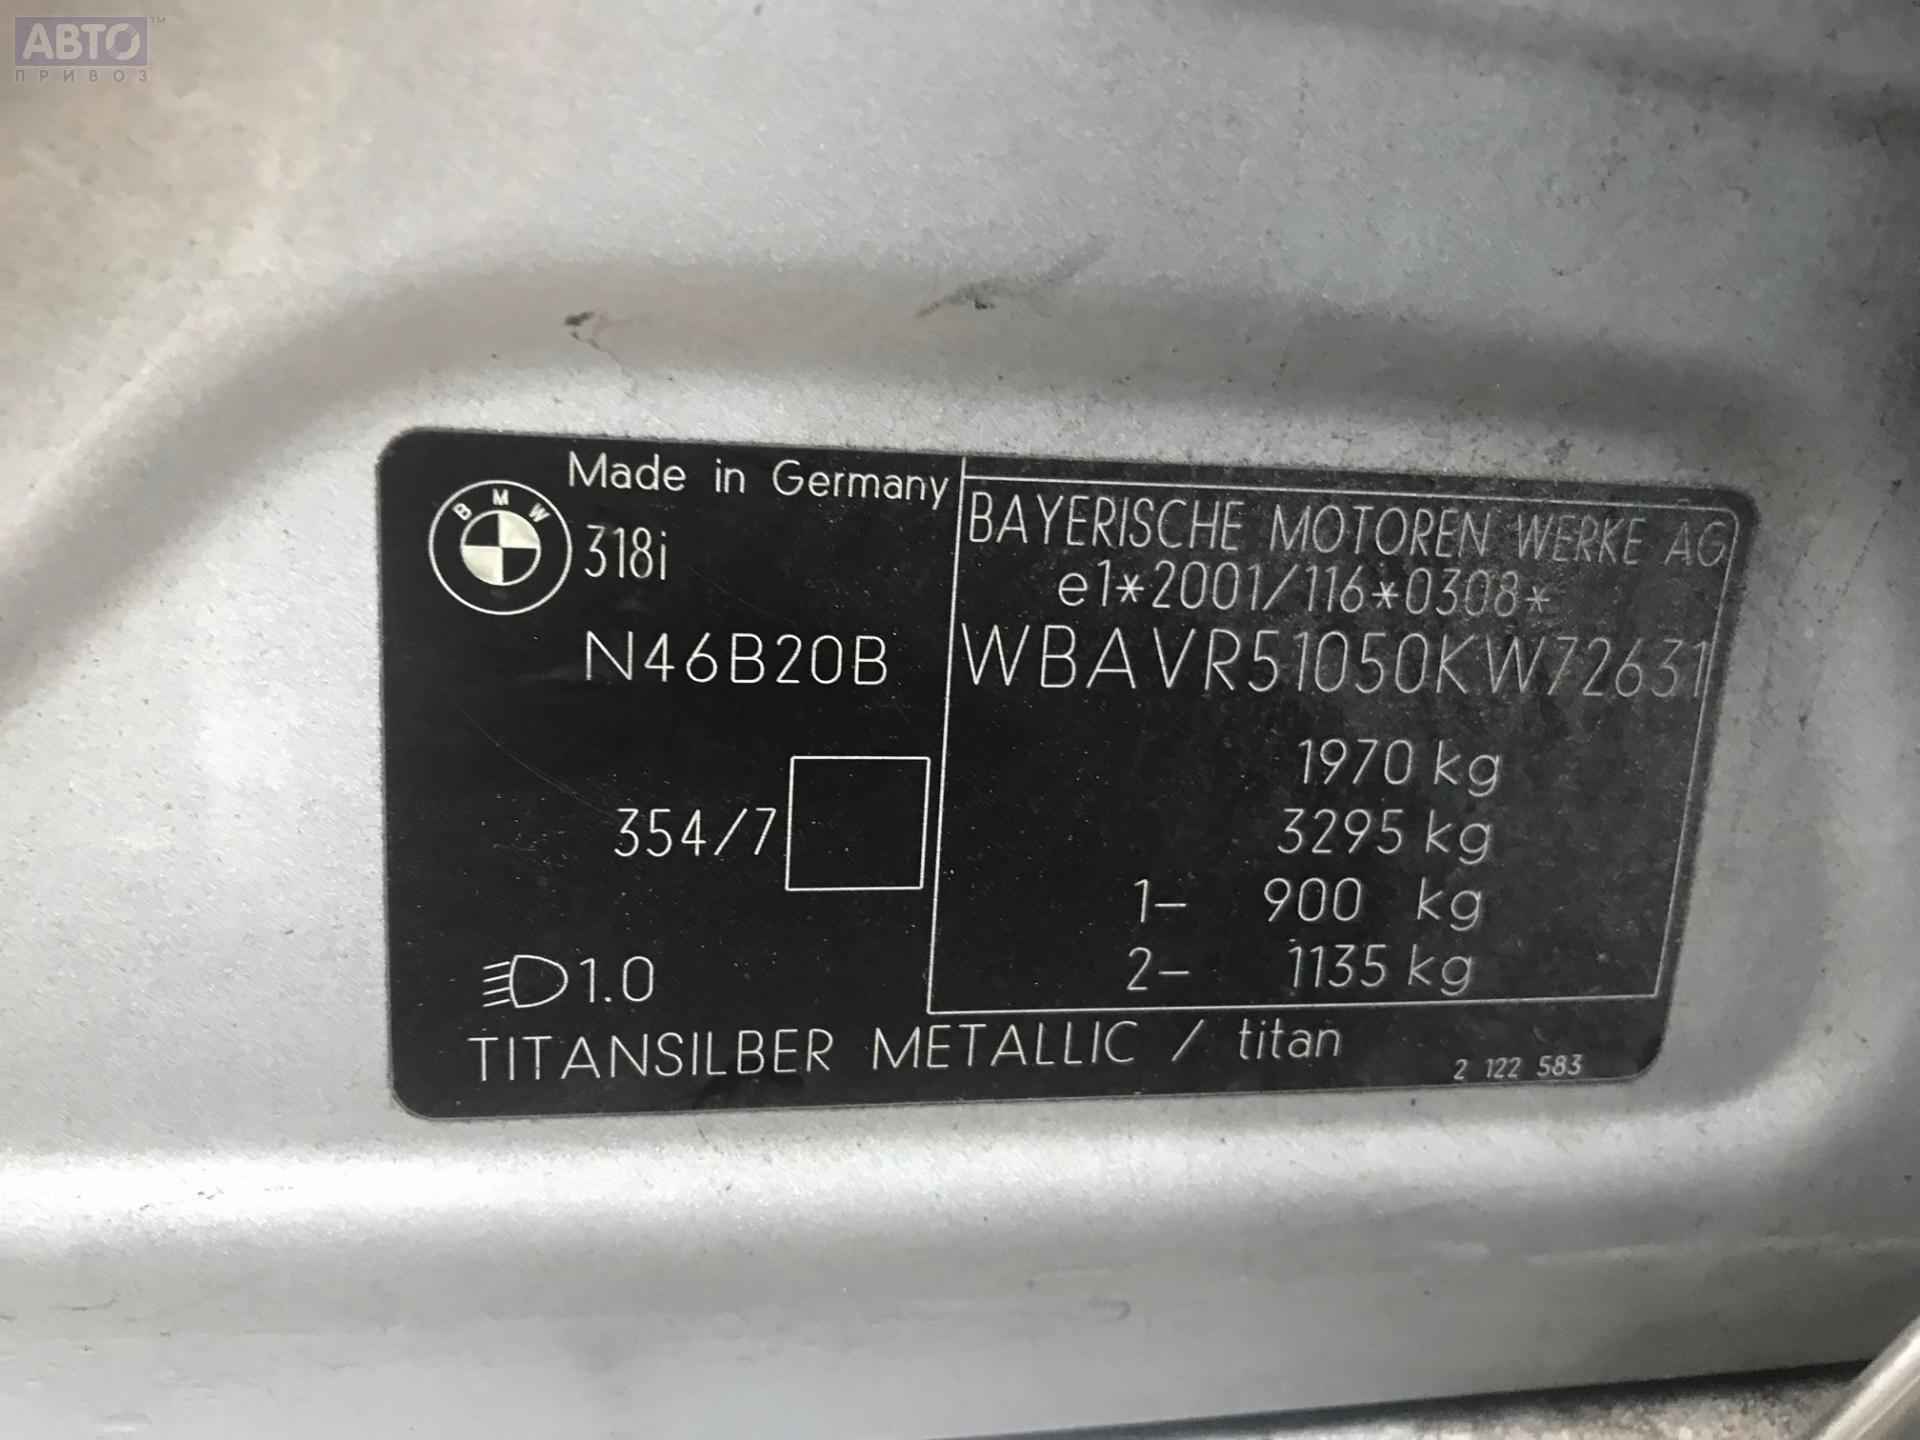 АВТО™
ПРИВОЗ
Made in Germany
BMW
318i
N46B20B
354/7
1.0
BAYERISCHE MOTOREN WERKE AG
e1*2001/116*0308*
WBAVR51050KW72631
1970 kg
3295 kg
1– 900 kg
2– 1135 kg
TITANSILBER METALLIC / titan
2 122 583